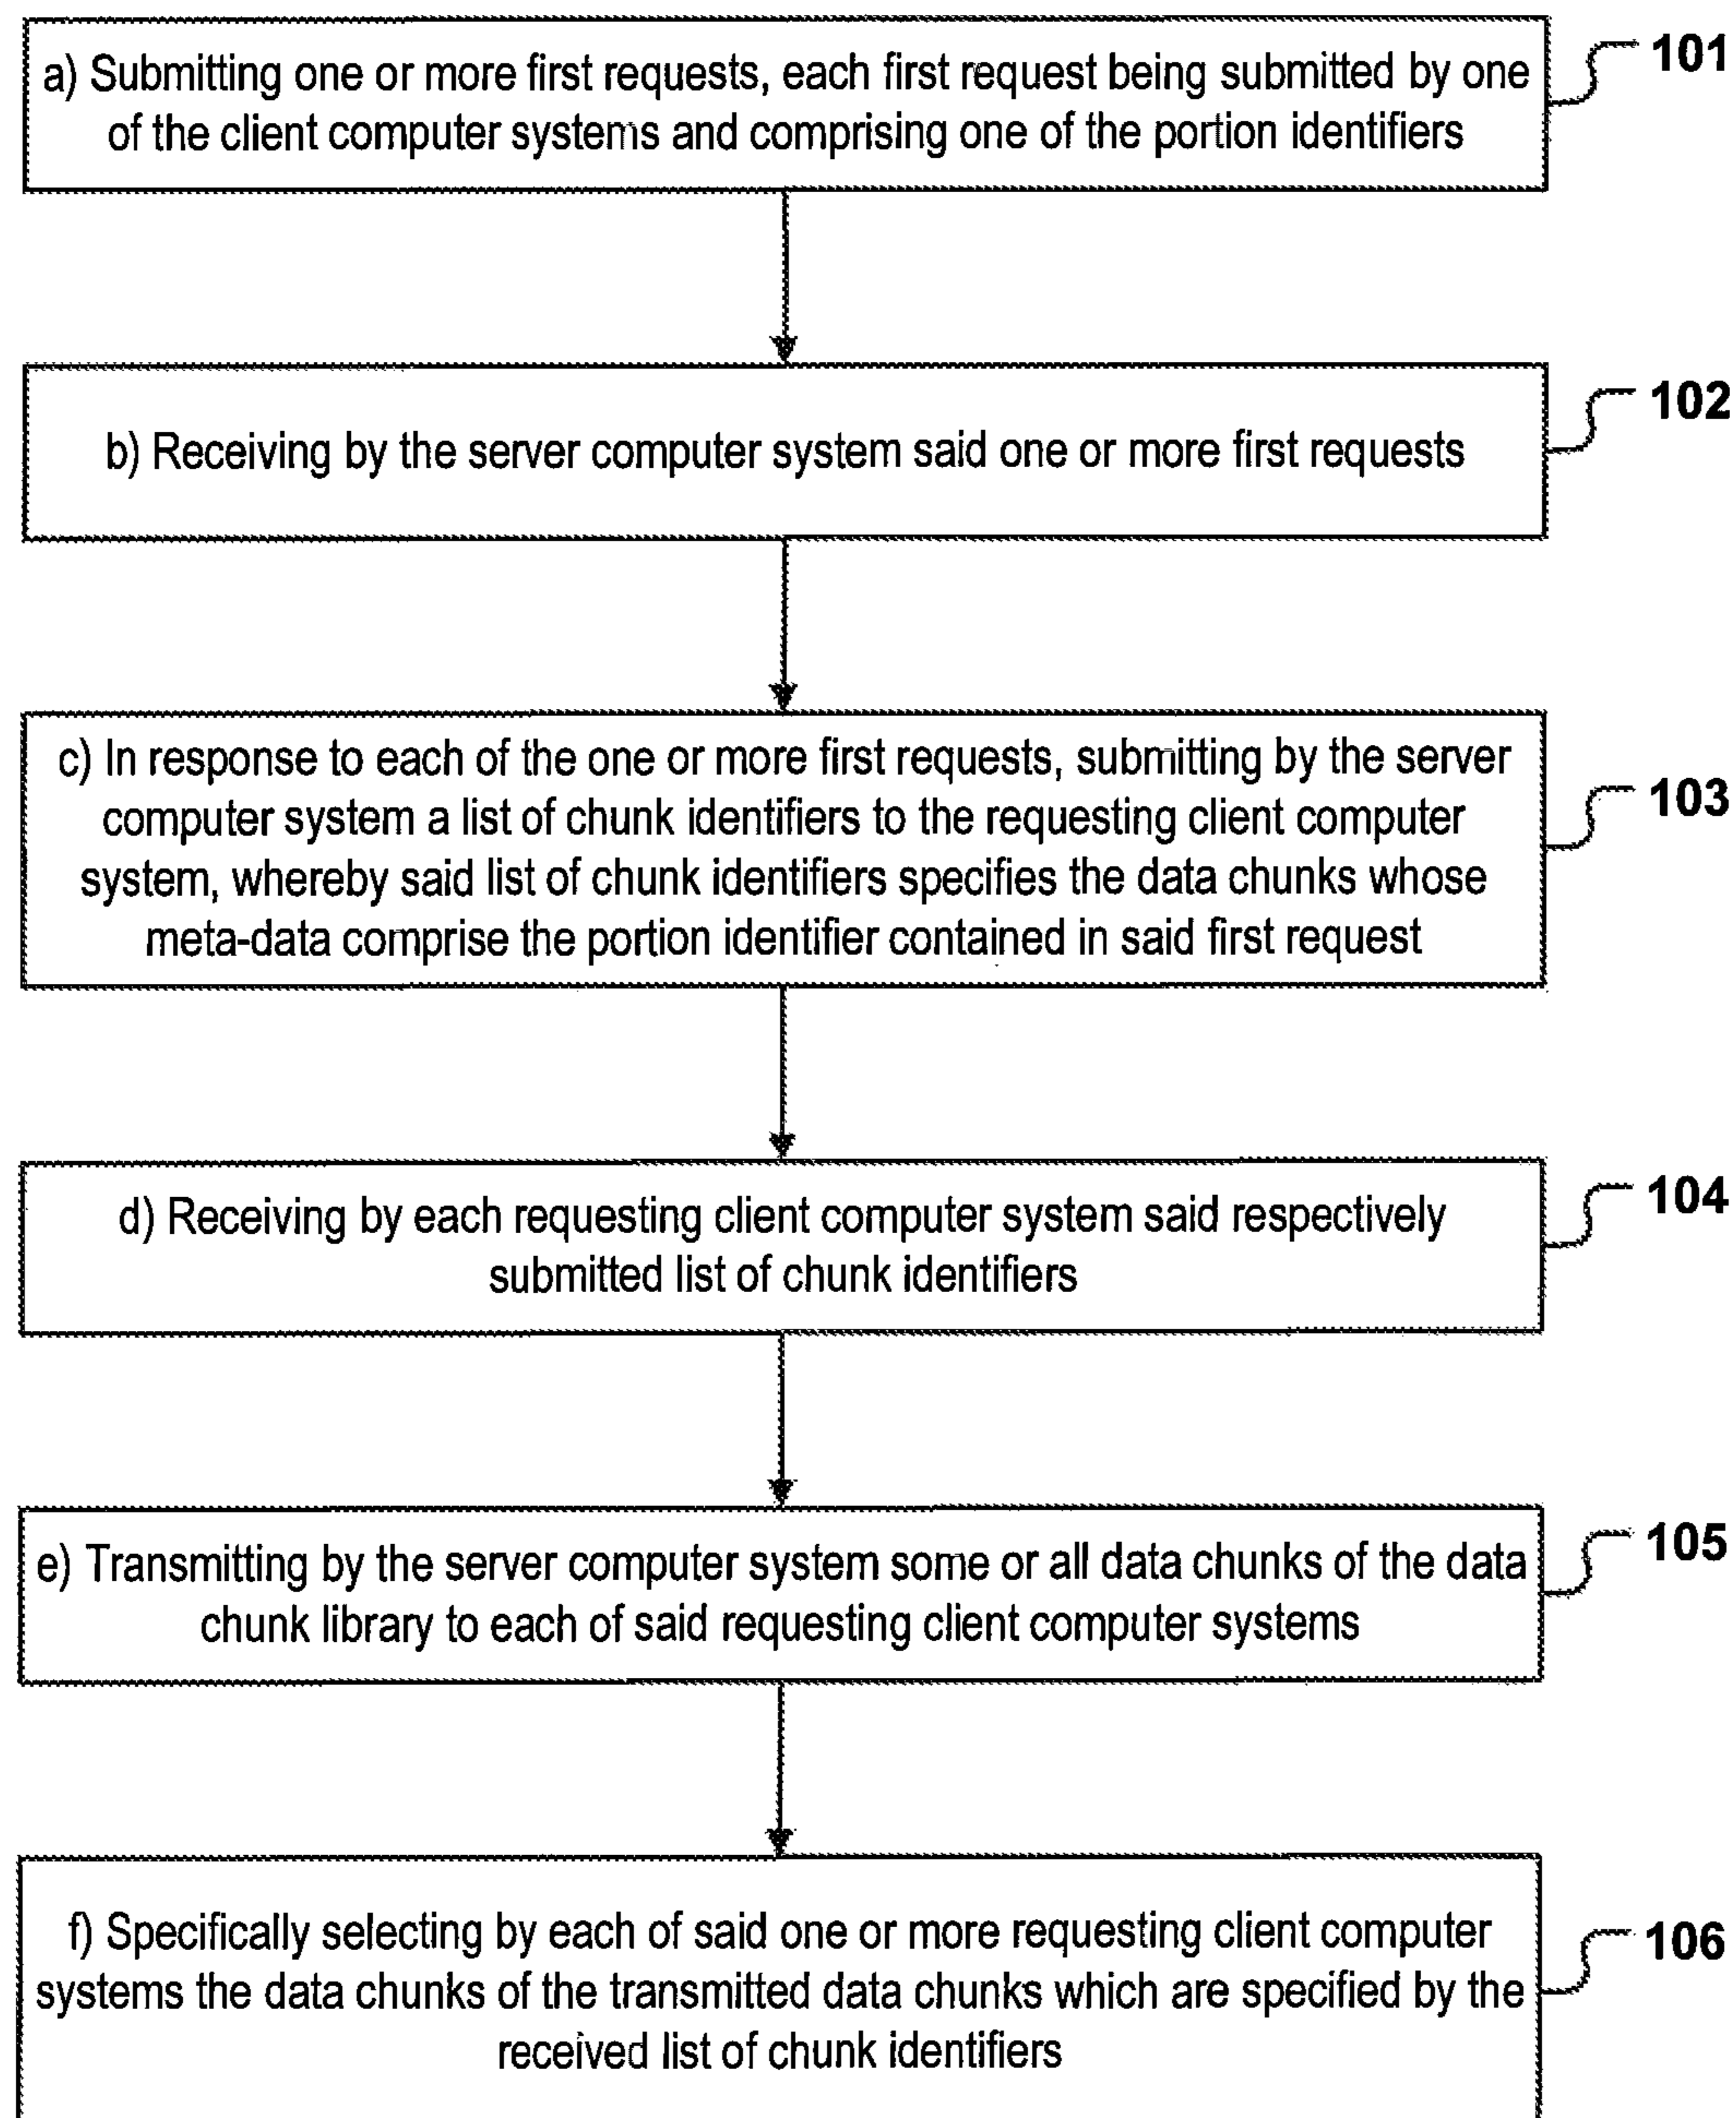 a) Submitting one or more first requests, each first request being submitted by one
of the client computer systems and comprising one of the portion identifiers
101
b) Receiving by the server computer system said one or more first requests
102
c) In response to each of the one or more first requests, submitting by the server
computer system a list of chunk identifiers to the requesting client computer
system, whereby said list of chunk identifiers specifies the data chunks whose
meta-data comprise the portion identifier contained in said first request
103
d) Receiving by each requesting client computer system said respectively
submitted list of chunk identifiers
104
e) Transmitting by the server computer system some or all data chunks of the data
chunk library to each of said requesting client computer systems
105
f) Specifically selecting by each of said one or more requesting client computer
systems the data chunks of the transmitted data chunks which are specified by the
received list of chunk identifiers
106